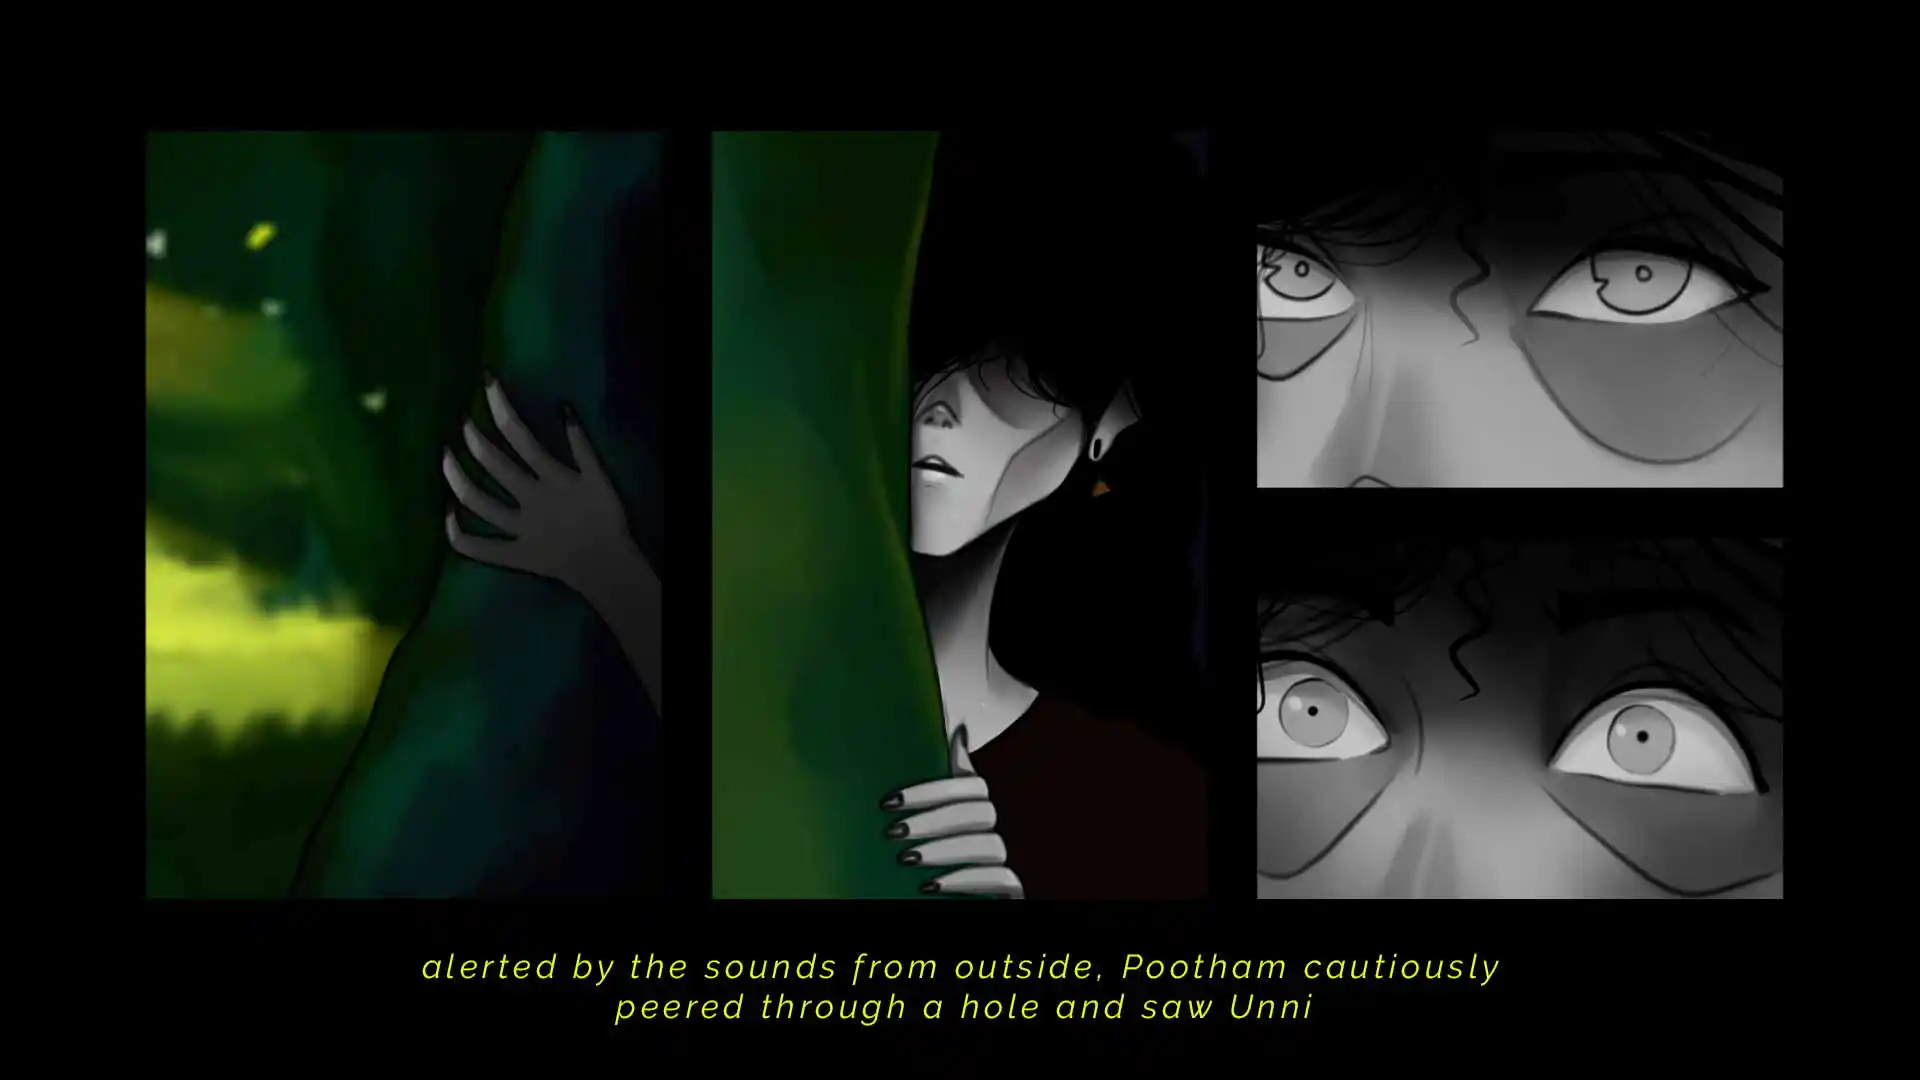 alerted by the sounds from outside, Pootham cautiously
peered through a hole and saw Unni